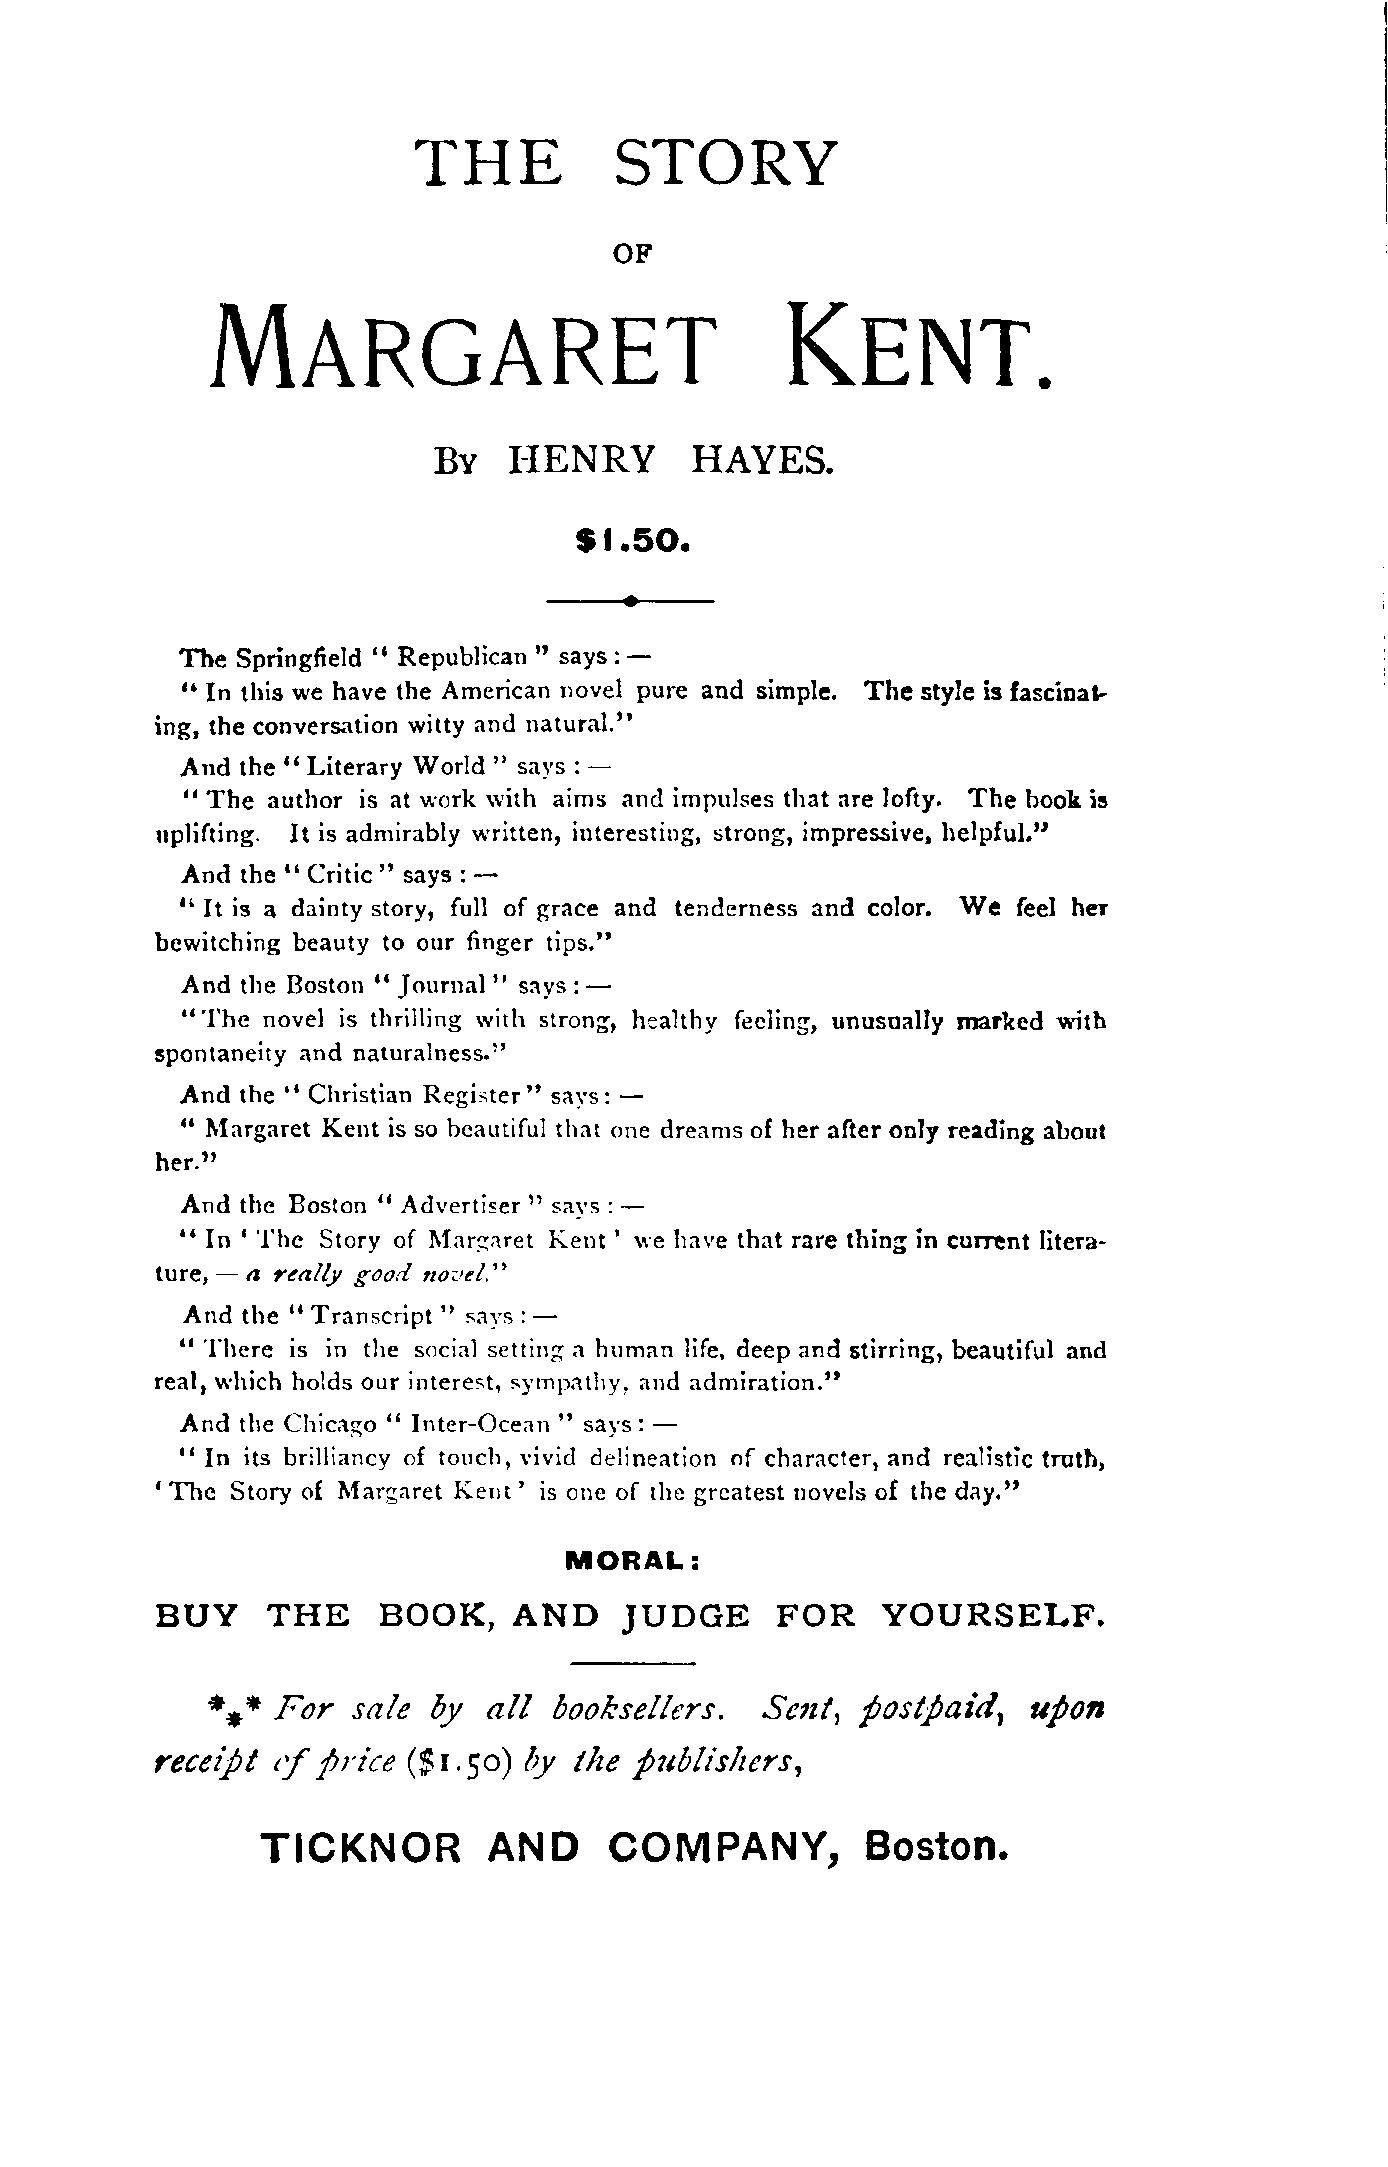 THE STORY
OF
MARGARET KENT.
BY HENRY HAYES.
$1.50.
The Springfield “ Republican ” says : —
“ In this we have the American novel pure and simple. The style is fascinat-
ing, the conversation witty and natural.”
And the “ Literary World ” says : —
“ The author is at work with aims and impulses that are lofty. The book is
uplifting. It is admirably written, interesting, strong, impressive, helpful.”
And the “ Critic ” says : —
“ It is a dainty story, full of grace and tenderness and color. We feel her
bewitching beauty to our finger tips.”
And the Boston “ Journal ” says : —
“ The novel is thrilling with strong, healthy feeling, unusually marked with
spontaneity and naturalness.”
And the “ Christian Register ” says : —
“ Margaret Kent is so beautiful that one dreams of her after only reading about
her.”
And the Boston “ Advertiser ” says : —
“ In ‘ The Story of Margaret Kent ’ we have that rare thing in current litera-
ture, — a really good novel.”
And the “ Transcript ” says : —
“ There is in the social setting a human life, deep and stirring, beautiful and
real, which holds our interest, sympathy, and admiration.”
And the Chicago “ Inter-Ocean ” says : —
“ In its brilliancy of touch, vivid delineation of character, and realistic truth,
‘ The Story of Margaret Kent ’ is one of the greatest novels of the day.”
MORAL :
BUY THE BOOK, AND JUDGE FOR YOURSELF.
*⁎* For sale by all booksellers. Sent, postpaid, upon
receipt of price ($1.50) by the publishers,
TICKNOR AND COMPANY, Boston.